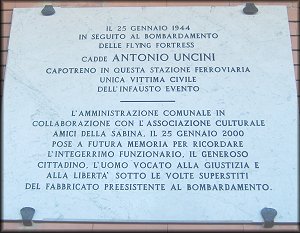 IL 25 GENNAIO 1944
IN SEGUITO AL BOMBARDAMENTO
DELLE FLYING FORTRESS
CADDE ANTONIO UNCINI
CAPOTRENO IN QUESTA STAZIONE FERROVIARIA
UNICA VITTIMA CIVILE
DELL'INFAUSTO EVENTO
L'AMMINISTRAZIONE COMUNALE IN
COLLABORAZIONE CON L'ASSOCIAZIONE CULTURALE
AMICI DELLA SABINA, IL 25 GENNAIO 2000
POSE A FUTURA MEMORIA PER RICORDARE
L'INTEGERRIMO FUNZIONARIO, IL GENEROSO
CITTADINO, L'UOMO VOCATO ALLA GIUSTIZIA E
ALLA LIBERTA' SOTTO LE VOLTE SUPERSTITI
DEL FABBRICATO PREESISTENTE AL BOMBARDAMENTO.